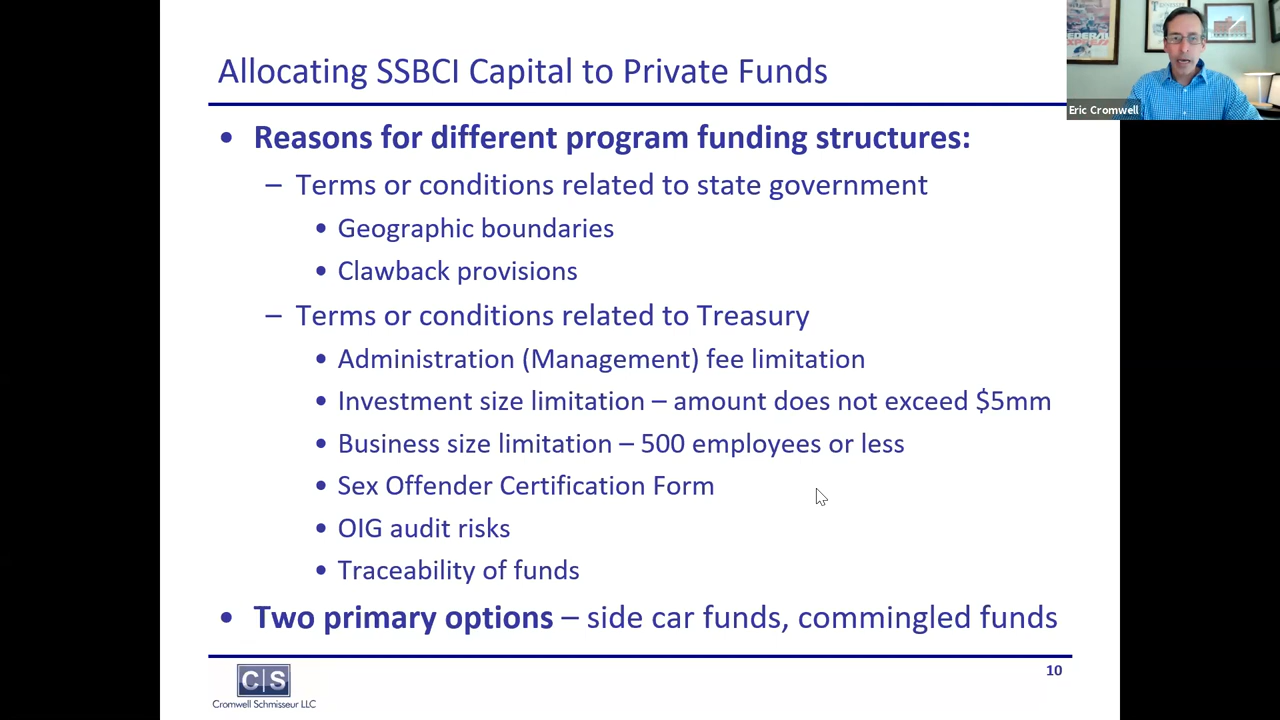 Allocating SSBCI Capital to Private Funds
• Reasons for different program funding structures:
– Terms or conditions related to state government
• Geographic boundaries
• Clawback provisions
– Terms or conditions related to Treasury
• Administration (Management) fee limitation
• Investment size limitation – amount does not exceed $5mm
• Business size limitation – 500 employees or less
• Sex Offender Certification Form
• OIG audit risks
• Traceability of funds
• Two primary options – side car funds, commingled funds
10
C|S
Cromwell Schmisseur LLC
FEDERAL
EXPRESS
Eric Cromwell